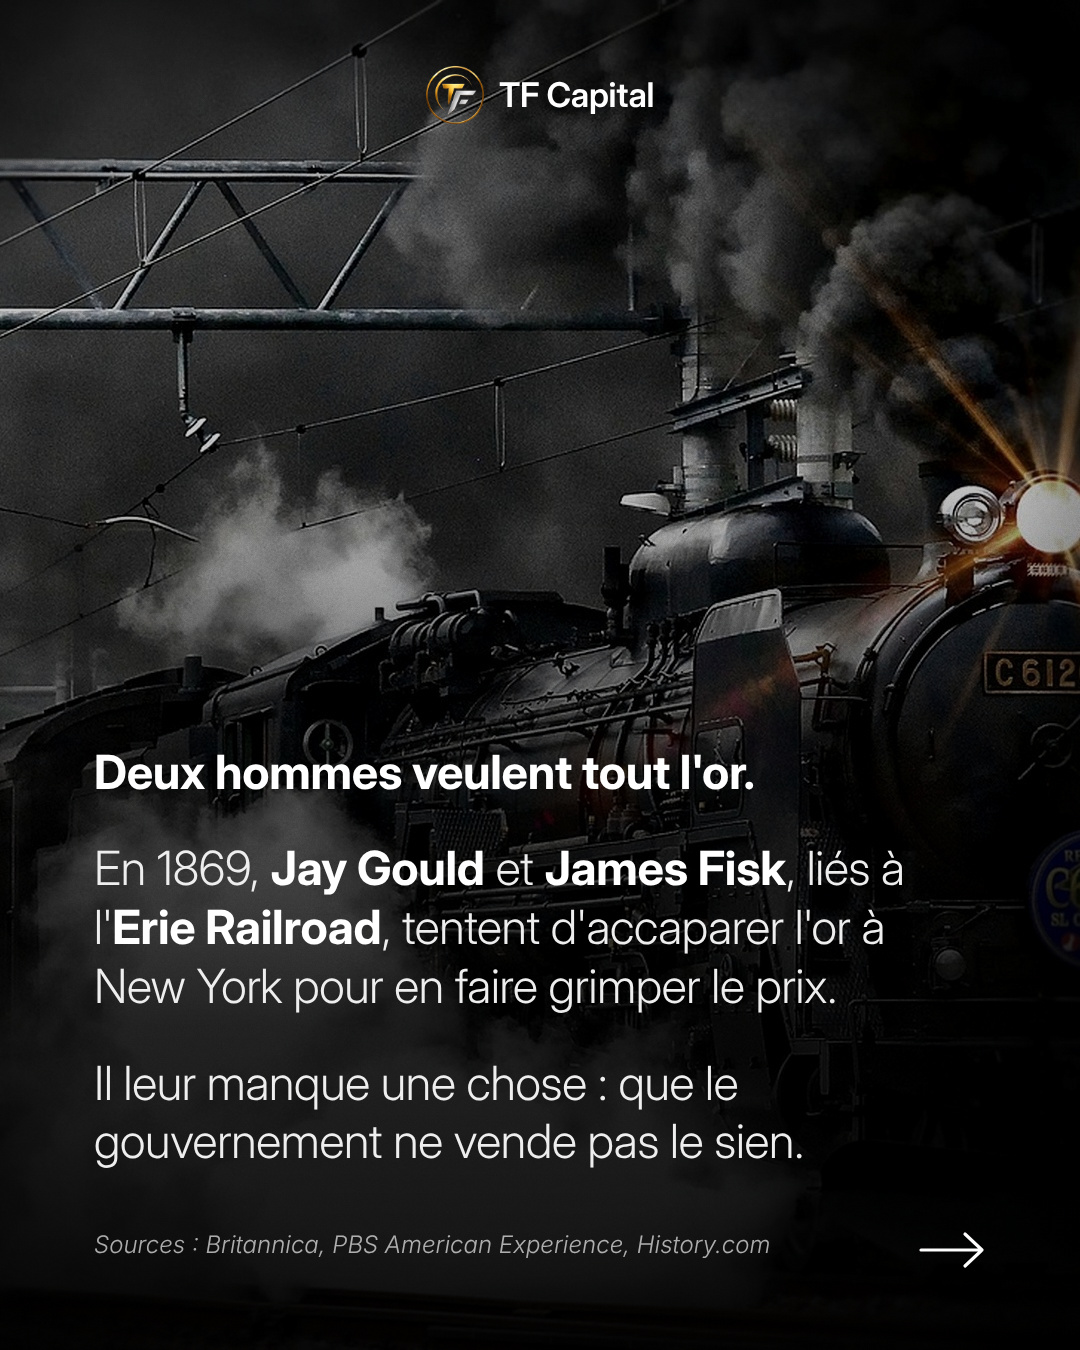 TF Capital
C 612
Deux hommes veulent tout l'or.
En 1869, Jay Gould et James Fisk, liés à
l'Erie Railroad, tentent d'accaparer l'or à
New York pour en faire grimper le prix.
Il leur manque une chose : que le
gouvernement ne vende pas le sien.
Sources : Britannica, PBS American Experience, History.com